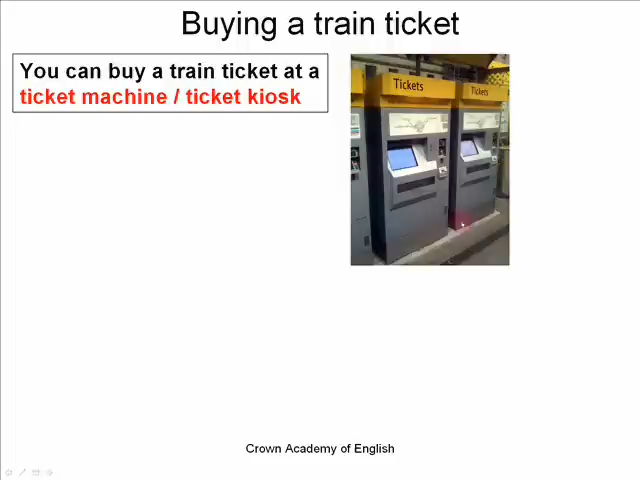 Buying a train ticket
You can buy a train ticket at a
ticket machine / ticket kiosk
Tickets
Tickets
Crown Academy of English